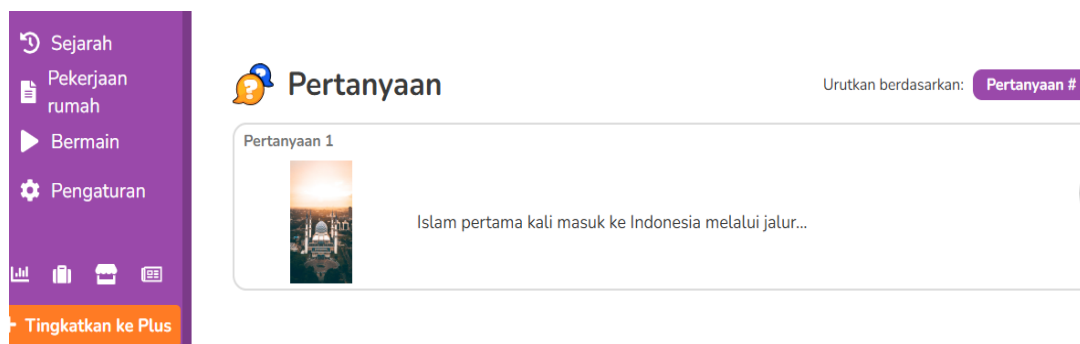 Sejarah
Pekerjaan
rumah
Bermain
Pengaturan
Tingkatkan ke Plus
Pertanyaan
Urutkan berdasarkan: Pertanyaan #
Pertanyaan 1
Islam pertama kali masuk ke Indonesia melalui jalur...